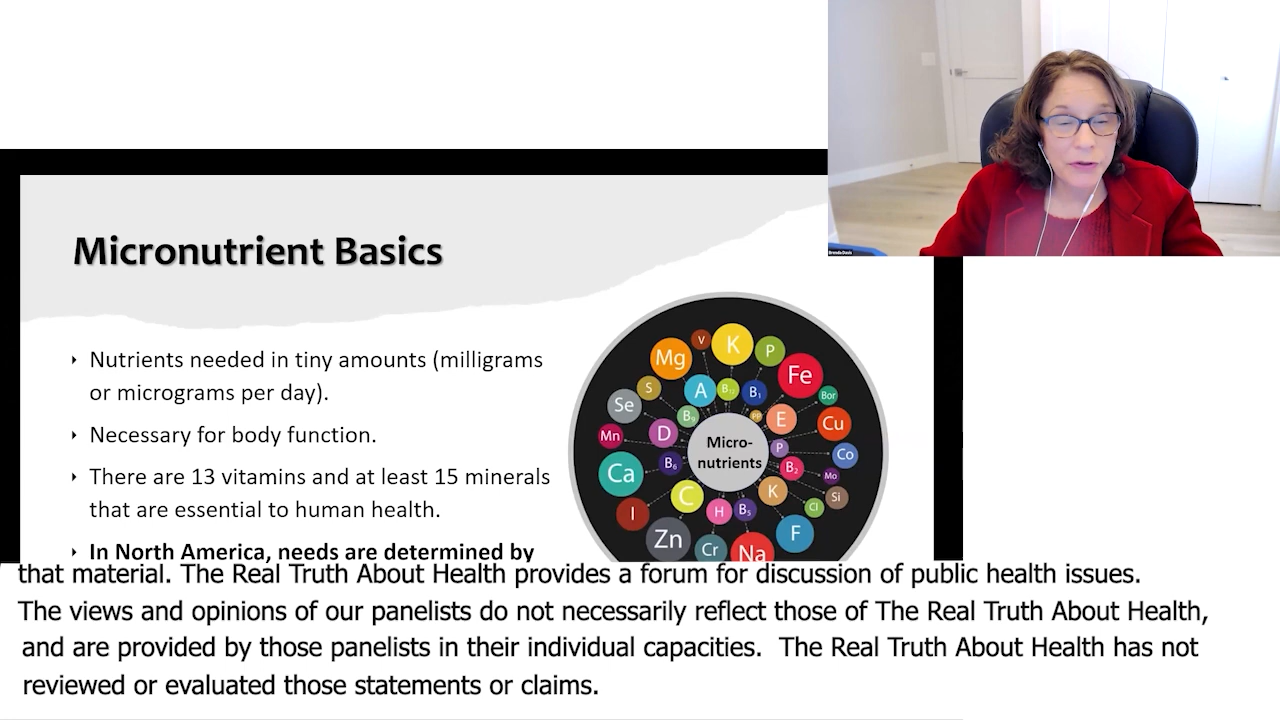 Brenda Davis
Micronutrient Basics
Nutrients needed in tiny amounts (milligrams
or micrograms per day).
Necessary for body function.
There are 13 vitamins and at least 15 minerals
that are essential to human health.
In North America, needs are determined by
V
K
P
Mg
Fe
S
A
B12
B1
Bor
Se
B9
PP
E
Cu
Mn
D
Micro-
nutrients
P
Co
B6
B2
Mo
Ca
C
K
Si
I
H
B5
Cl
Zn
Cr
Na
F
that material. The Real Truth About Health provides a forum for discussion of public health issues.
The views and opinions of our panelists do not necessarily reflect those of The Real Truth About Health,
and are provided by those panelists in their individual capacities. The Real Truth About Health has not
reviewed or evaluated those statements or claims.